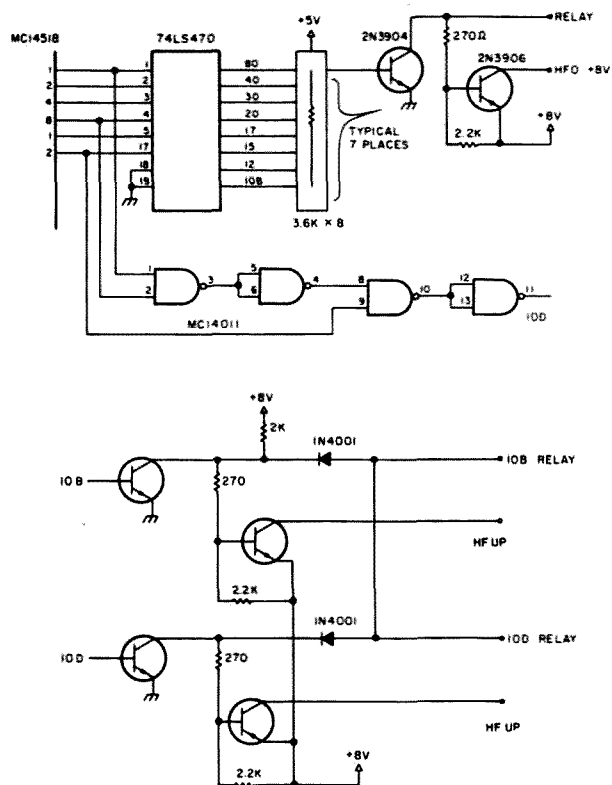 MC14518
74LS470
+5V
2N3904
RELAY
270Ω
2N3906
HFO +8V
+8V
2.2K
1
2
4
8
1
2
1
2
3
4
5
17
18
19
80
40
30
20
17
15
12
10B
TYPICAL
7 PLACES
3.6K × 8
1
2
3
5
6
4
8
9
10
12
13
11
10D
MC14011
+8V
2K
1N4001
10B RELAY
10B
270
HF UP
2.2K
1N4001
10D RELAY
10D
270
HF UP
2.2K
+8V